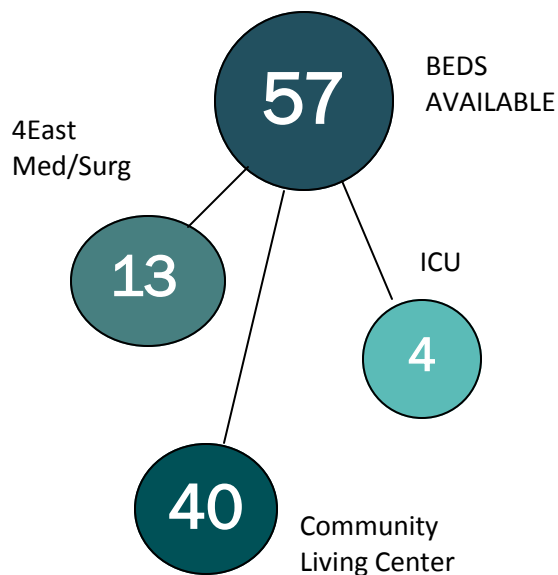 57
BEDS
AVAILABLE
4East
Med/Surg
13
ICU
4
40
Community
Living Center